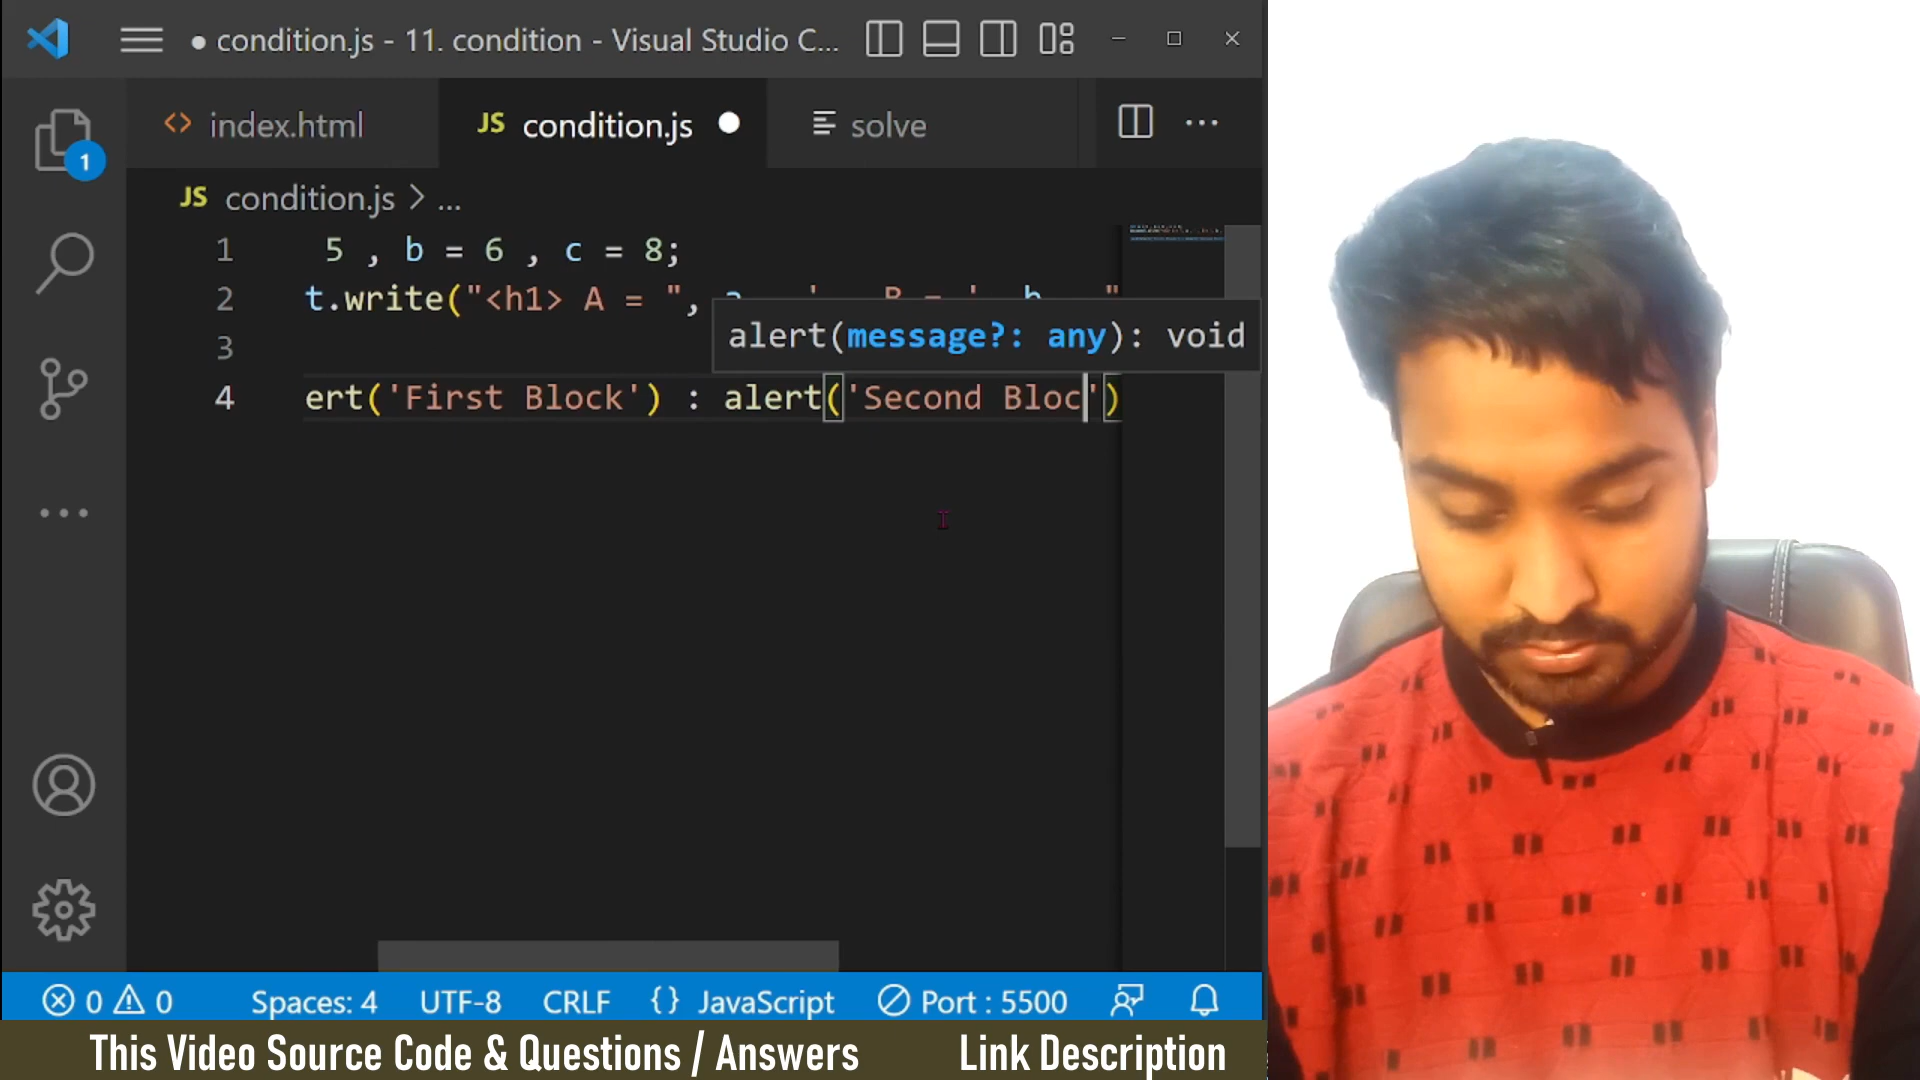 condition.js - 11. condition - Visual Studio C...
index.html
JS condition.js
solve
1
JS condition.js > ...
1 5 , b = 6 , c = 8;
2 t.write("<h1> A = ",
alert(message?: any): void
3
4 ert('First Block') : alert('Second Bloc')
0 0 Spaces: 4 UTF-8 CRLF {} JavaScript Port : 5500
This Video Source Code & Questions / Answers Link Description